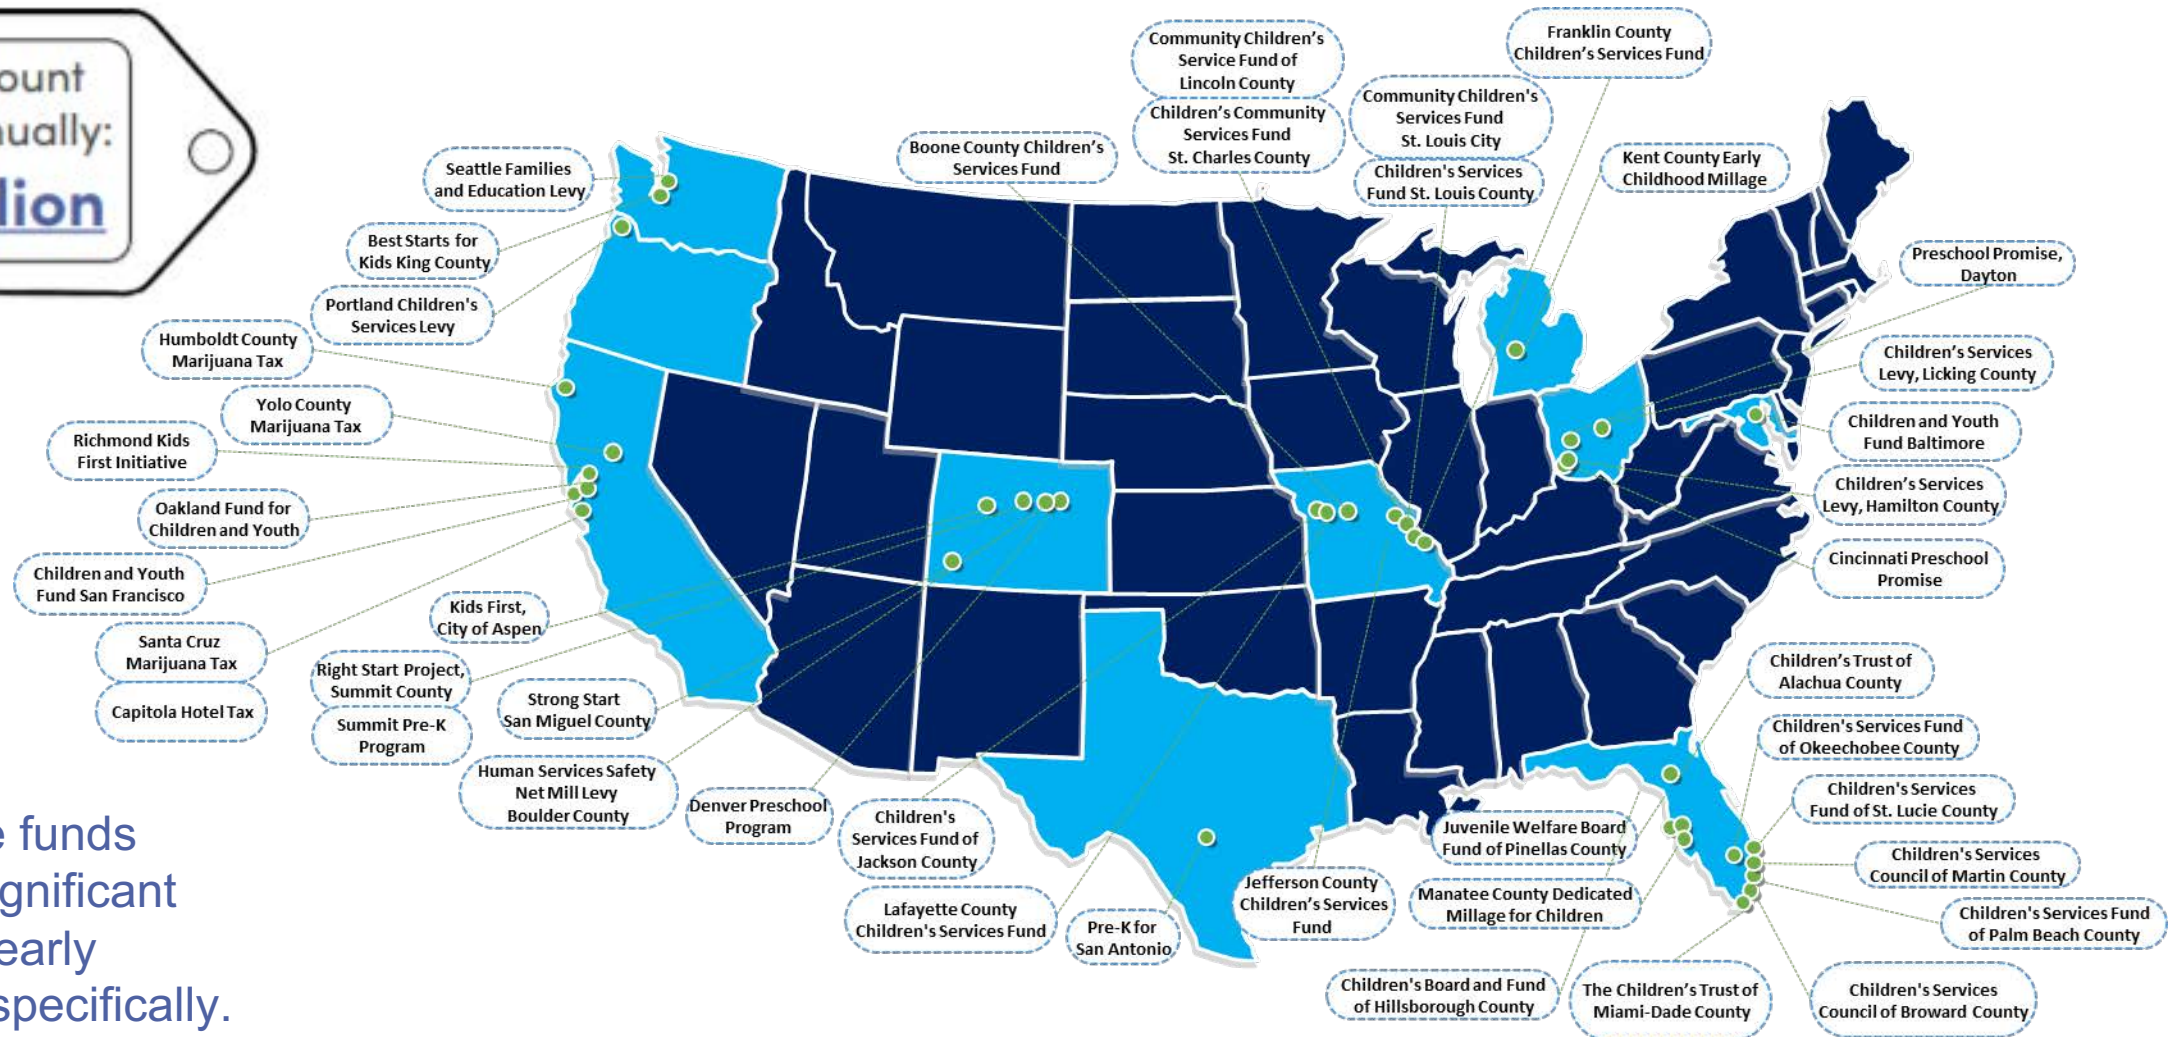 ount
nually:
lion
Seattle Families
and Education Levy
Best Starts for
Kids King County
Portland Children's
Services Levy
Humboldt County
Marijuana Tax
Yolo County
Marijuana Tax
Richmond Kids
First Initiative
Oakland Fund for
Children and Youth
Children and Youth
Fund San Francisco
Santa Cruz
Marijuana Tax
Capitola Hotel Tax
Kids First,
City of Aspen
Right Start Project,
Summit County
Summit Pre-K
Program
Strong Start
San Miguel County
Human Services Safety
Net Mill Levy
Boulder County
Denver Preschool
Program
Boone County Children's
Services Fund
Community Children's
Service Fund of
Lincoln County
Children's Community
Services Fund
St. Charles County
Community Children's
Services Fund
St. Louis City
Children's Services
Fund St. Louis County
Franklin County
Children's Services Fund
Kent County Early
Childhood Millage
Preschool Promise,
Dayton
Children's Services
Levy, Licking County
Children and Youth
Fund Baltimore
Children's Services
Levy, Hamilton County
Cincinnati Preschool
Promise
Children's Trust of
Alachua County
Children's Services Fund
of Okeechobee County
Children's Services
Fund of St. Lucie County
Children's Services
Council of Martin County
Children's Services Fund
of Palm Beach County
Children's Services
Council of Broward County
The Children's Trust of
Miami-Dade County
Children's Board and Fund
of Hillsborough County
Manatee County Dedicated
Millage for Children
Juvenile Welfare Board
Fund of Pinellas County
Jefferson County
Children's Services
Fund
Pre-K for
San Antonio
Lafayette County
Children's Services Fund
Children's
Services Fund of
Jackson County
e funds
gnificant
early
specifically.